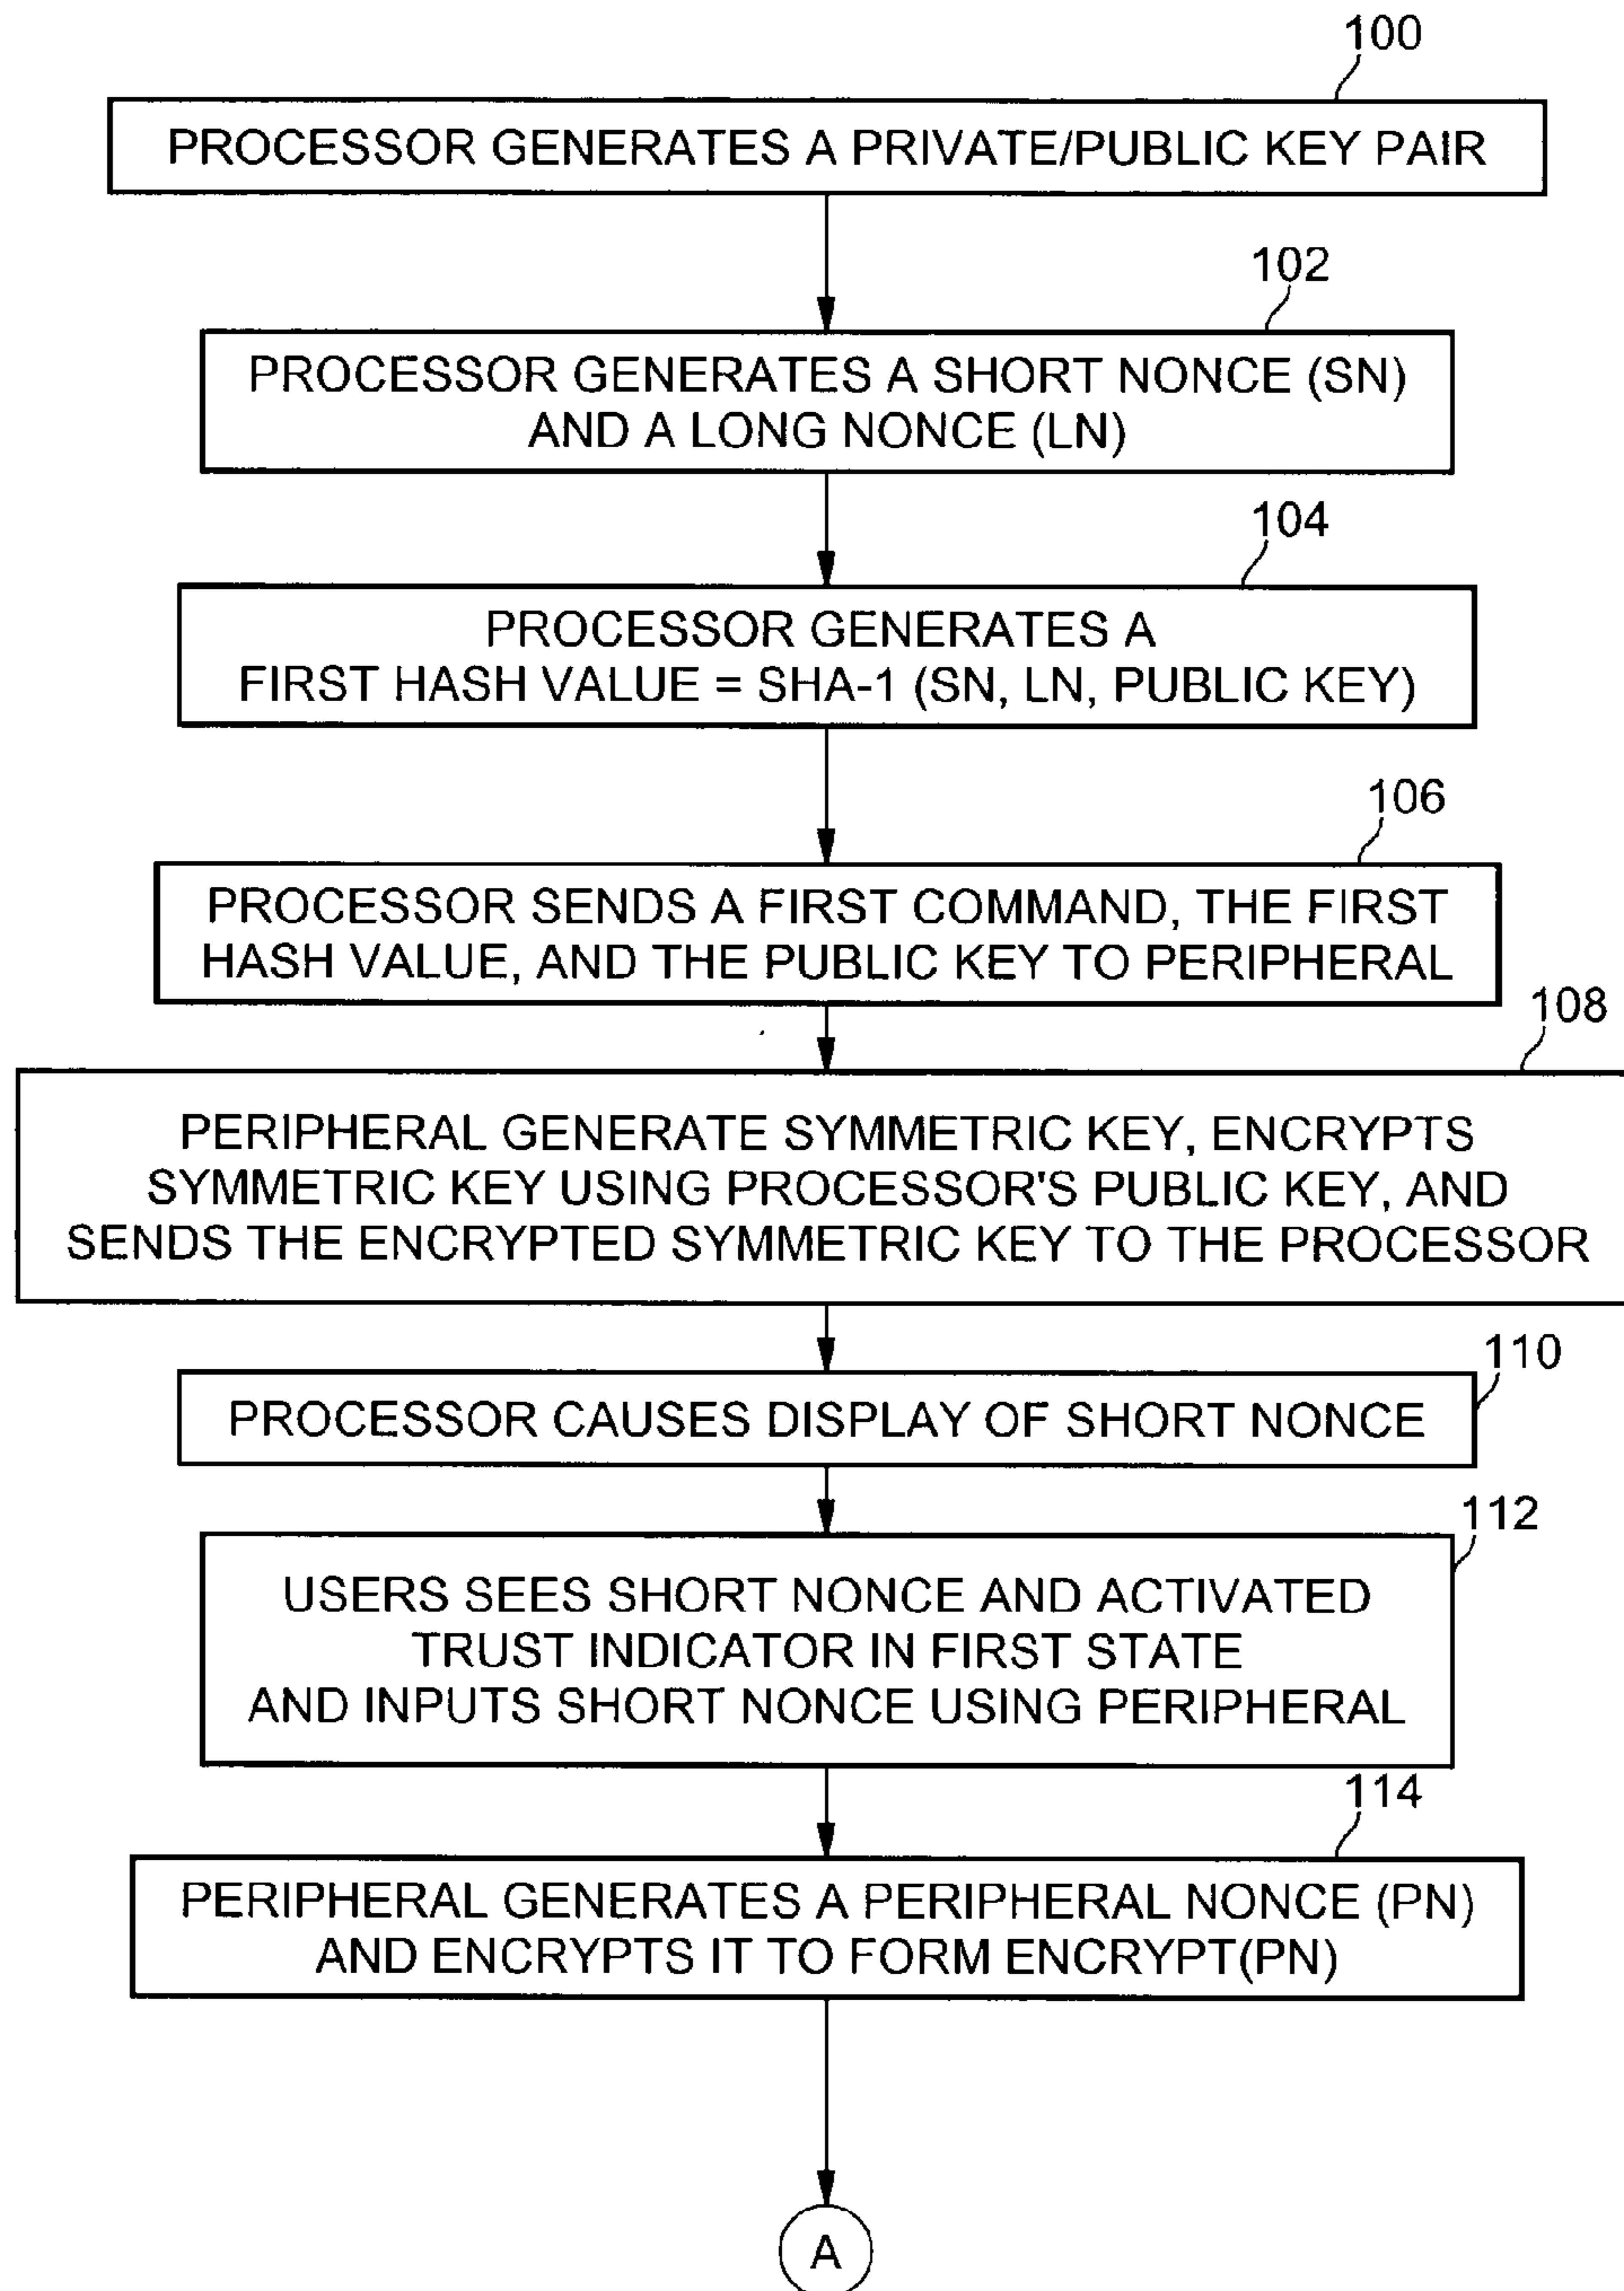 100
PROCESSOR GENERATES A PRIVATE/PUBLIC KEY PAIR
102
PROCESSOR GENERATES A SHORT NONCE (SN)
AND A LONG NONCE (LN)
104
PROCESSOR GENERATES A
FIRST HASH VALUE = SHA-1 (SN, LN, PUBLIC KEY)
106
PROCESSOR SENDS A FIRST COMMAND, THE FIRST
HASH VALUE, AND THE PUBLIC KEY TO PERIPHERAL
108
PERIPHERAL GENERATE SYMMETRIC KEY, ENCRYPTS
SYMMETRIC KEY USING PROCESSOR'S PUBLIC KEY, AND
SENDS THE ENCRYPTED SYMMETRIC KEY TO THE PROCESSOR
110
PROCESSOR CAUSES DISPLAY OF SHORT NONCE
112
USERS SEES SHORT NONCE AND ACTIVATED
TRUST INDICATOR IN FIRST STATE
AND INPUTS SHORT NONCE USING PERIPHERAL
114
PERIPHERAL GENERATES A PERIPHERAL NONCE (PN)
AND ENCRYPTS IT TO FORM ENCRYPT(PN)
A